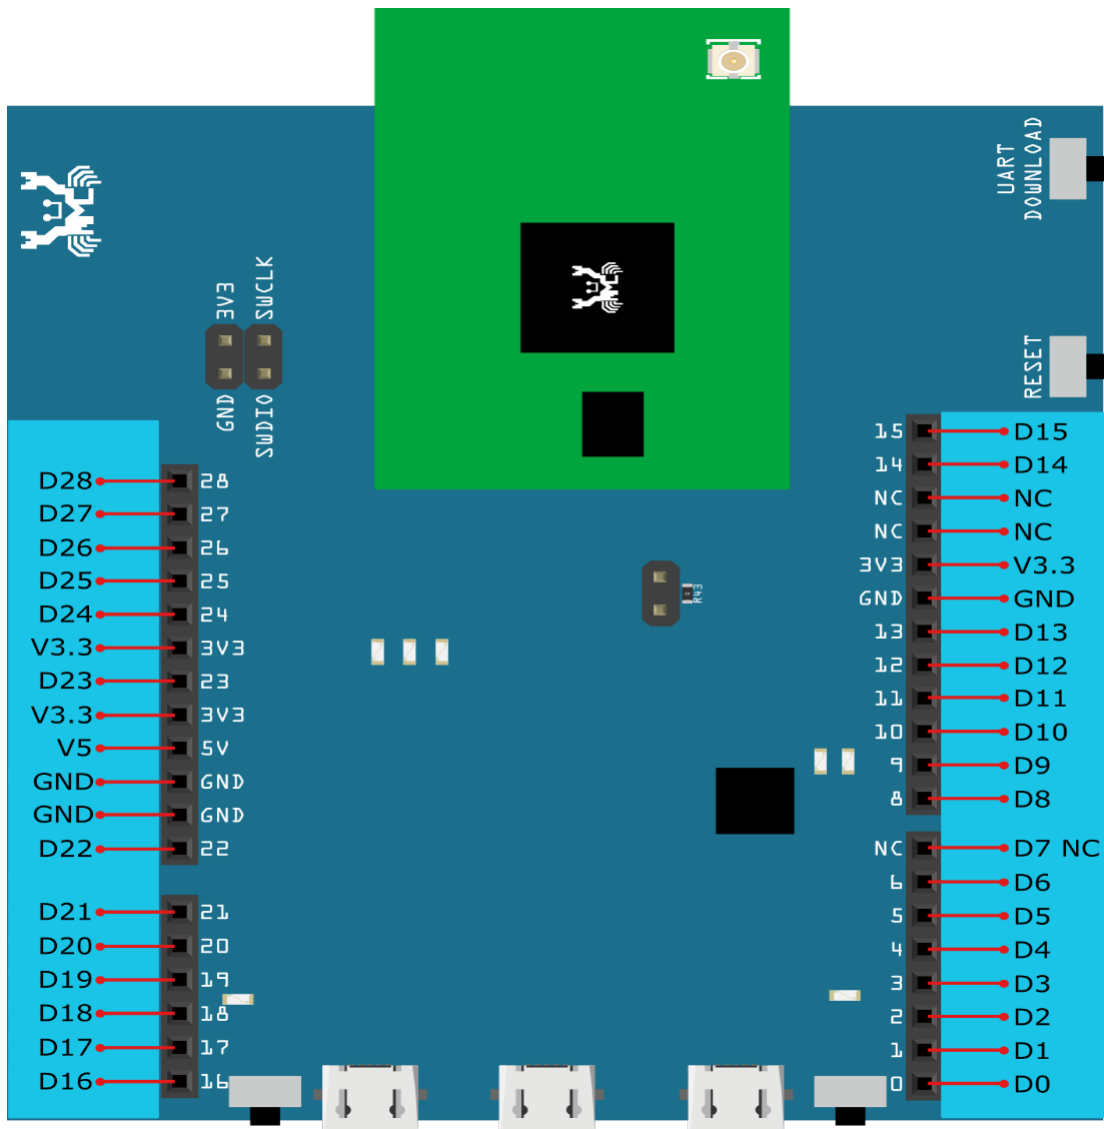 UART
DOWNLOAD
3V3
SWCLK
GND
SWDIO
RESET
D28 28
D27 27
D26 26
D25 25
D24 24
V3.3 3V3
D23 23
V3.3 3V3
V5 5V
GND GND
GND GND
D22 22
D21 21
D20 20
D19 19
D18 18
D17 17
D16 16
R43
15 D15
14 D14
NC NC
NC NC
3V3 V3.3
GND GND
13 D13
12 D12
11 D11
10 D10
9 D9
8 D8
NC D7 NC
6 D6
5 D5
4 D4
3 D3
2 D2
1 D1
0 D0